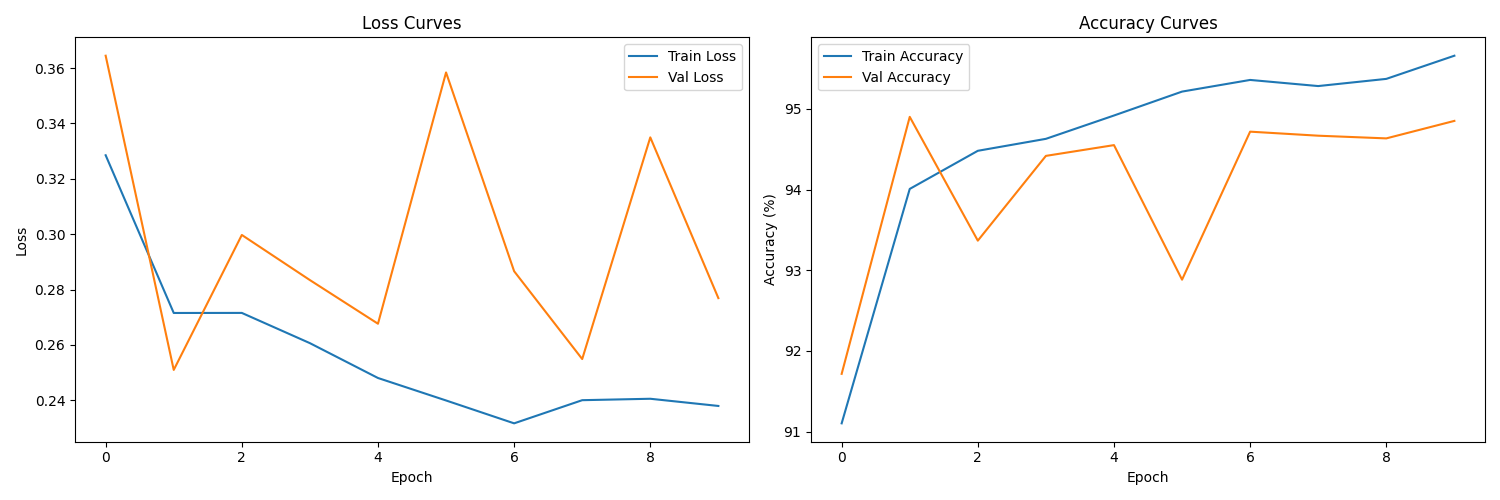 Loss Curves
Train Loss
Val Loss
Loss
0.36
0.34
0.32
0.30
0.28
0.26
0.24
0 2 4 6 8
Epoch
Accuracy Curves
Train Accuracy
Val Accuracy
Accuracy (%)
95
94
93
92
91
0 2 4 6 8
Epoch